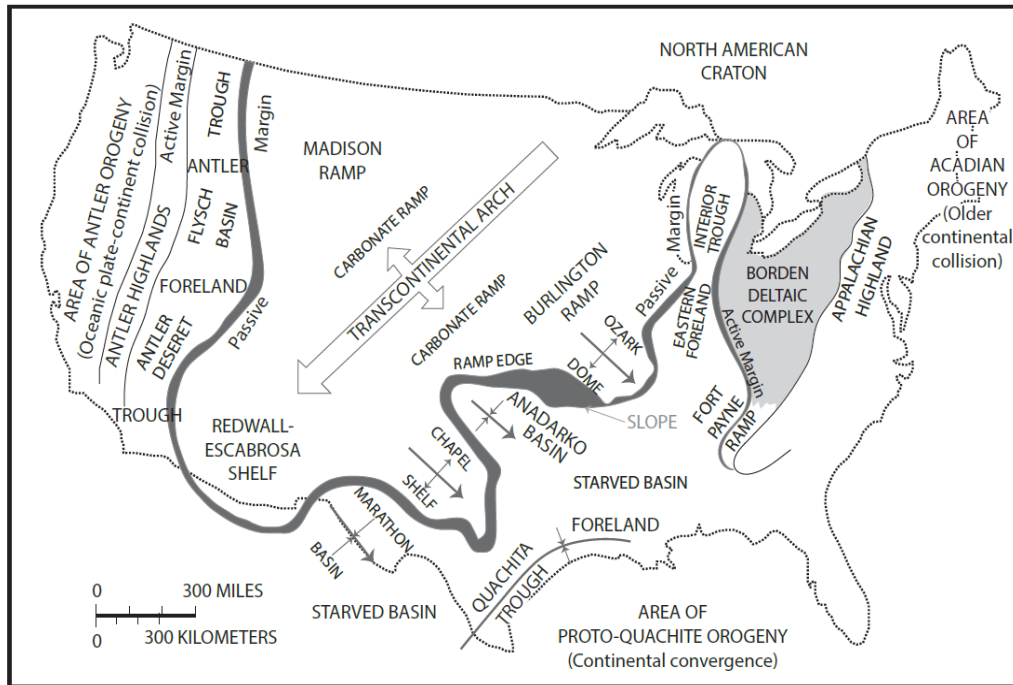 NORTH AMERICAN
CRATON
AREA OF ANTLER OROGENY
(Oceanic plate-continent collision)
ANTLER HIGHLANDS
Active Margin
TROUGH
ANTLER
FLYSCH
BASIN
FORELAND
ANTLER
DESERET
TROUGH
Margin
Passive
MADISON
RAMP
CARBONATE RAMP
TRANSCONTINENTAL ARCH
CARBONATE RAMP
BURLINGTON
RAMP
RAMP EDGE
OZARK
DOME
SLOPE
Passive
Margin
INTERIOR
TROUGH
EASTERN
FORELAND
Active Margin
BORDEN
DELTAIC
COMPLEX
APPALACHIAN
HIGHLAND
AREA
OF
ACADIAN
OROGENY
(Older
continental
collision)
FORT
PAYNE
RAMP
REDWALL-
ESCABROSA
SHELF
ANADARKO
BASIN
CHAPEL
SHELF
STARVED BASIN
MARATHON
BASIN
FORELAND
QUACHITA
TROUGH
STARVED BASIN
AREA OF
PROTO-QUACHITE OROGENY
(Continental convergence)
0 300 MILES
0 300 KILOMETERS